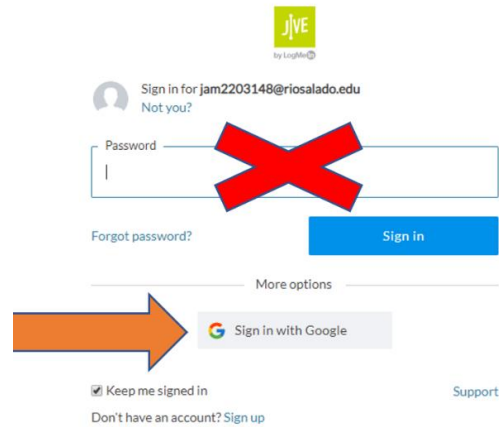 JIVE
by LogMeIn
Sign in for jam2203148@riosalado.edu
Not you?
Password
Forgot password?
Sign in
More options
Sign in with Google
Keep me signed in
Support
Don't have an account? Sign up